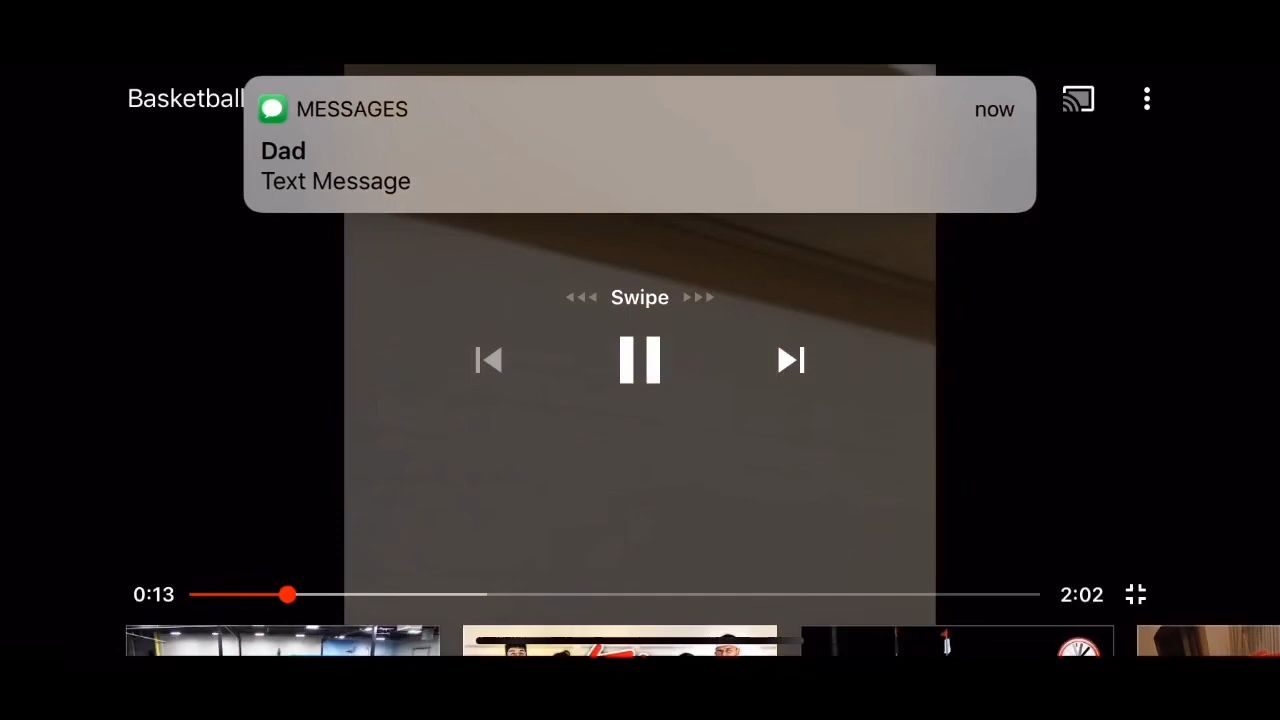 Basketball
MESSAGES
now
Dad
Text Message
Swipe
0:13
2:02